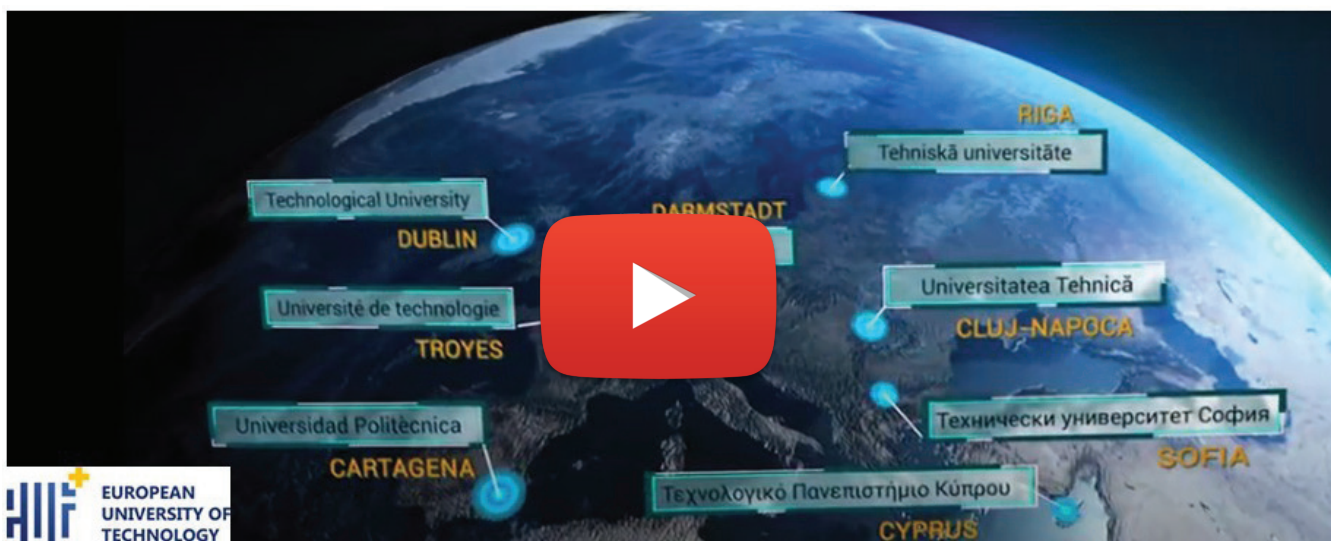 RIGA
Tehniskā universitāte
Technological University
DUBLIN
DARMSTADT
Université de technologie
TROYES
Universitatea Tehnică
CLUJ-NAPOCA
Universidad Politècnica
CARTAGENA
Технически университет София
SOFIA
Τεχνολογικό Πανεπιστήμιο Κύπρου
CYPRUS
EUROPEAN
UNIVERSITY OF
TECHNOLOGY